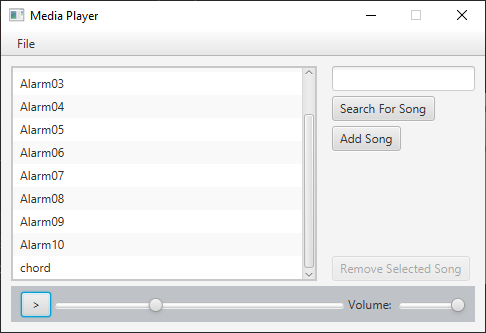 Media Player
File
Alarm03
Alarm04
Alarm05
Alarm06
Alarm07
Alarm08
Alarm09
Alarm10
chord
Search For Song
Add Song
Remove Selected Song
>
Volume: